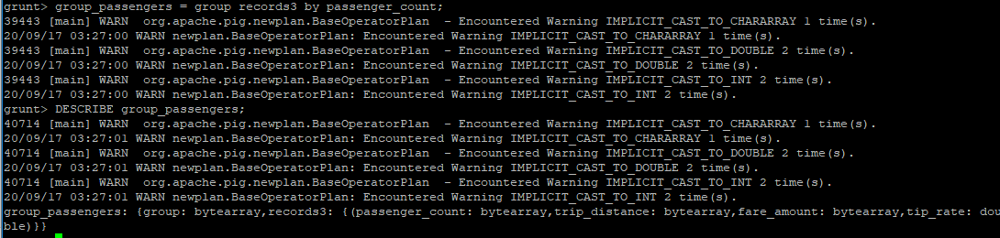 grunt> group_passengers = group records3 by passenger_count;
39443 [main] WARN  org.apache.pig.newplan.BaseOperatorPlan  - Encountered Warning IMPLICIT_CAST_TO_CHARARRAY 1 time(s).
20/09/17 03:27:00 WARN newplan.BaseOperatorPlan: Encountered Warning IMPLICIT_CAST_TO_CHARARRAY 1 time(s).
39443 [main] WARN  org.apache.pig.newplan.BaseOperatorPlan  - Encountered Warning IMPLICIT_CAST_TO_DOUBLE 2 time(s).
20/09/17 03:27:00 WARN newplan.BaseOperatorPlan: Encountered Warning IMPLICIT_CAST_TO_DOUBLE 2 time(s).
39443 [main] WARN  org.apache.pig.newplan.BaseOperatorPlan  - Encountered Warning IMPLICIT_CAST_TO_INT 2 time(s).
20/09/17 03:27:00 WARN newplan.BaseOperatorPlan: Encountered Warning IMPLICIT_CAST_TO_INT 2 time(s).
grunt> DESCRIBE group_passengers;
40714 [main] WARN  org.apache.pig.newplan.BaseOperatorPlan  - Encountered Warning IMPLICIT_CAST_TO_CHARARRAY 1 time(s).
20/09/17 03:27:01 WARN newplan.BaseOperatorPlan: Encountered Warning IMPLICIT_CAST_TO_CHARARRAY 1 time(s).
40714 [main] WARN  org.apache.pig.newplan.BaseOperatorPlan  - Encountered Warning IMPLICIT_CAST_TO_DOUBLE 2 time(s).
20/09/17 03:27:01 WARN newplan.BaseOperatorPlan: Encountered Warning IMPLICIT_CAST_TO_DOUBLE 2 time(s).
40714 [main] WARN  org.apache.pig.newplan.BaseOperatorPlan  - Encountered Warning IMPLICIT_CAST_TO_INT 2 time(s).
20/09/17 03:27:01 WARN newplan.BaseOperatorPlan: Encountered Warning IMPLICIT_CAST_TO_INT 2 time(s).
group_passengers: {group: bytearray,records3: {(passenger_count: bytearray,trip_distance: bytearray,fare_amount: bytearray,tip_rate: dou
ble)}}